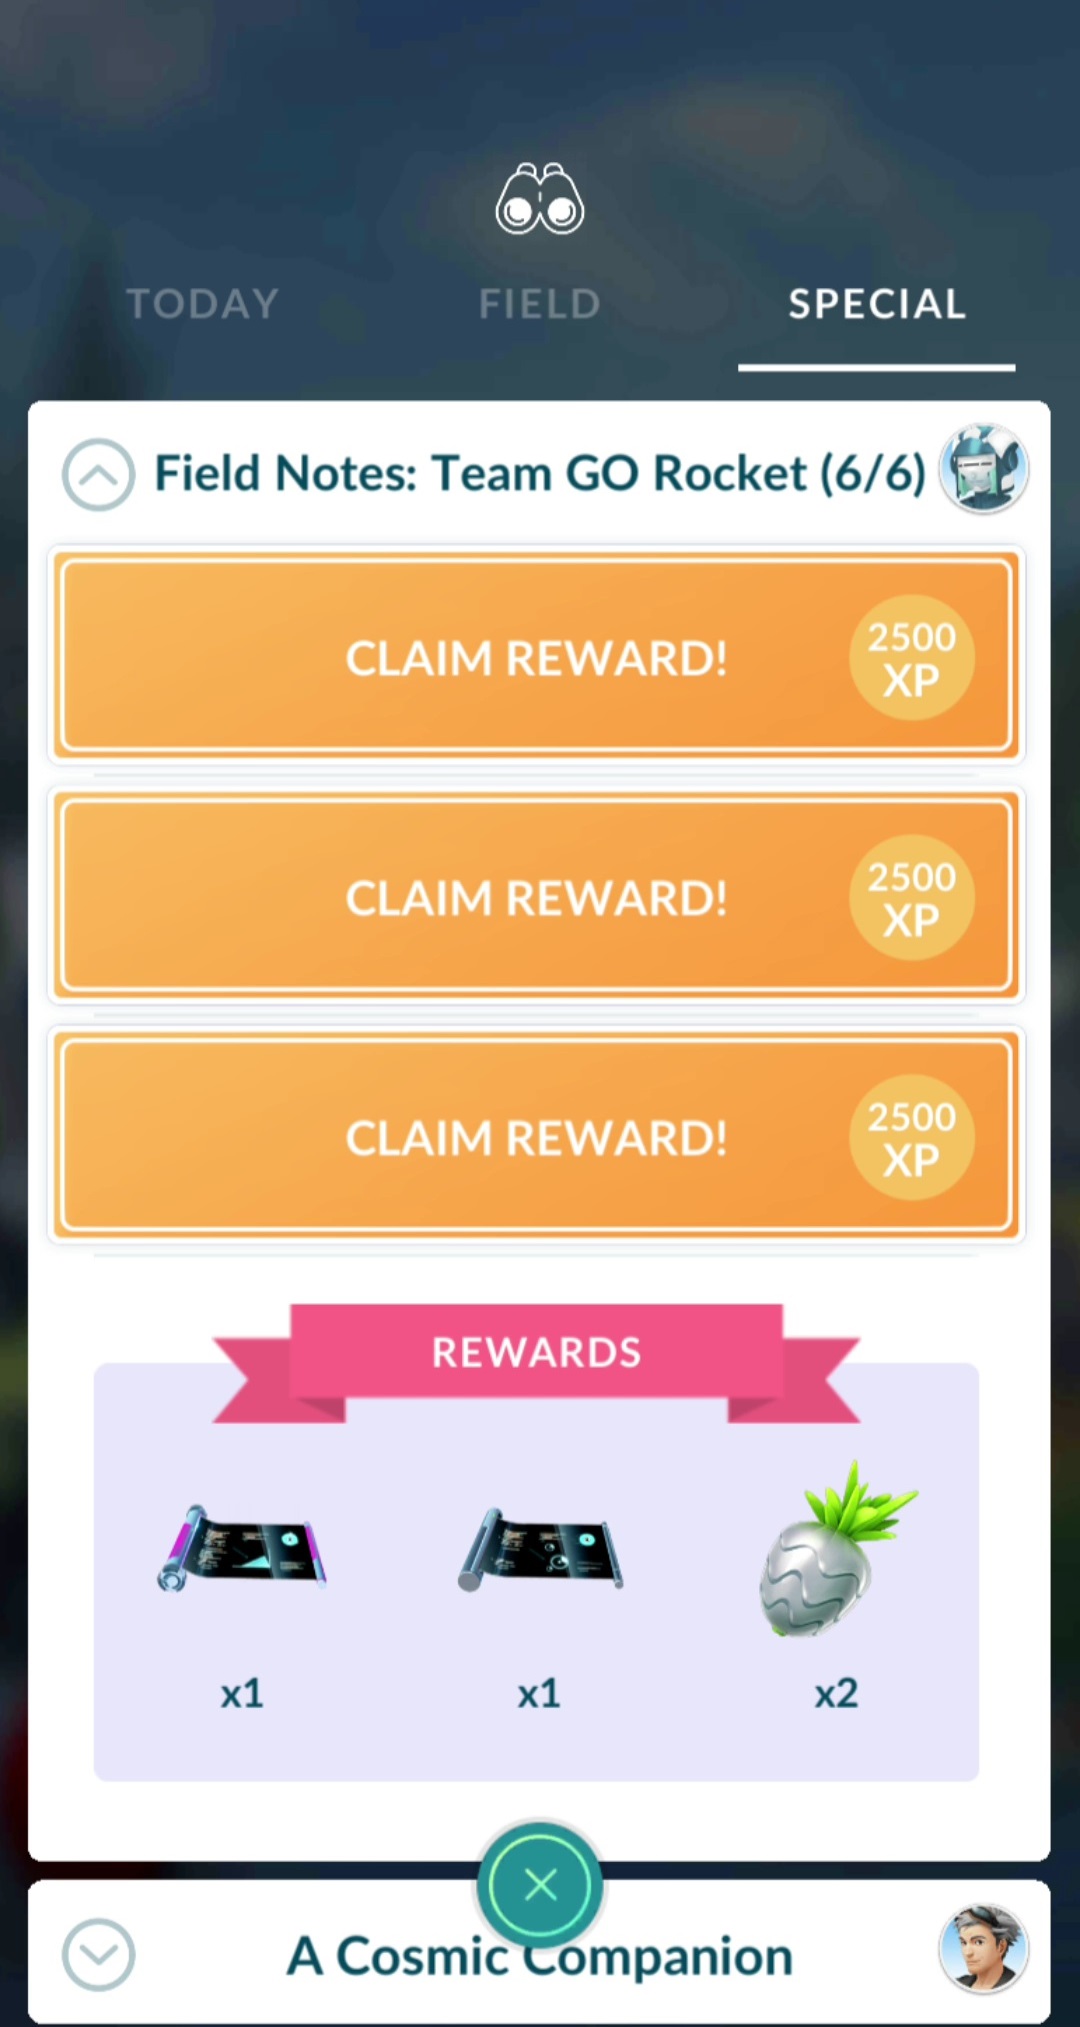 TODAY
FIELD
SPECIAL
Field Notes: Team GO Rocket (6/6)
CLAIM REWARD!
2500
XP
CLAIM REWARD!
2500
XP
CLAIM REWARD!
2500
XP
REWARDS
x1
x1
x2
A Cosmic Companion